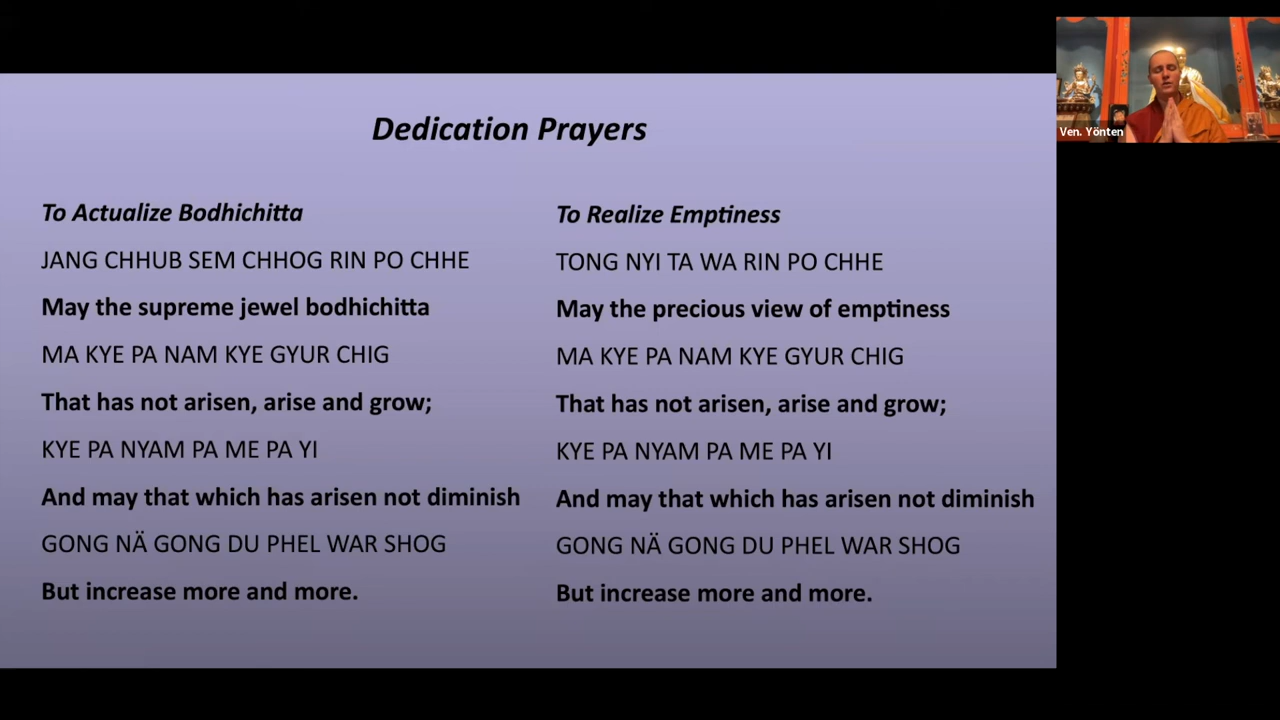 Dedication Prayers
To Actualize Bodhichitta
JANG CHHUB SEM CHHOG RIN PO CHHE
May the supreme jewel bodhichitta
MA KYE PA NAM KYE GYUR CHIG
That has not arisen, arise and grow;
KYE PA NYAM PA ME PA YI
And may that which has arisen not diminish
GONG NÄ GONG DU PHEL WAR SHOG
But increase more and more.
To Realize Emptiness
TONG NYI TA WA RIN PO CHHE
May the precious view of emptiness
MA KYE PA NAM KYE GYUR CHIG
That has not arisen, arise and grow;
KYE PA NYAM PA ME PA YI
And may that which has arisen not diminish
GONG NÄ GONG DU PHEL WAR SHOG
But increase more and more.
Ven. Yönten